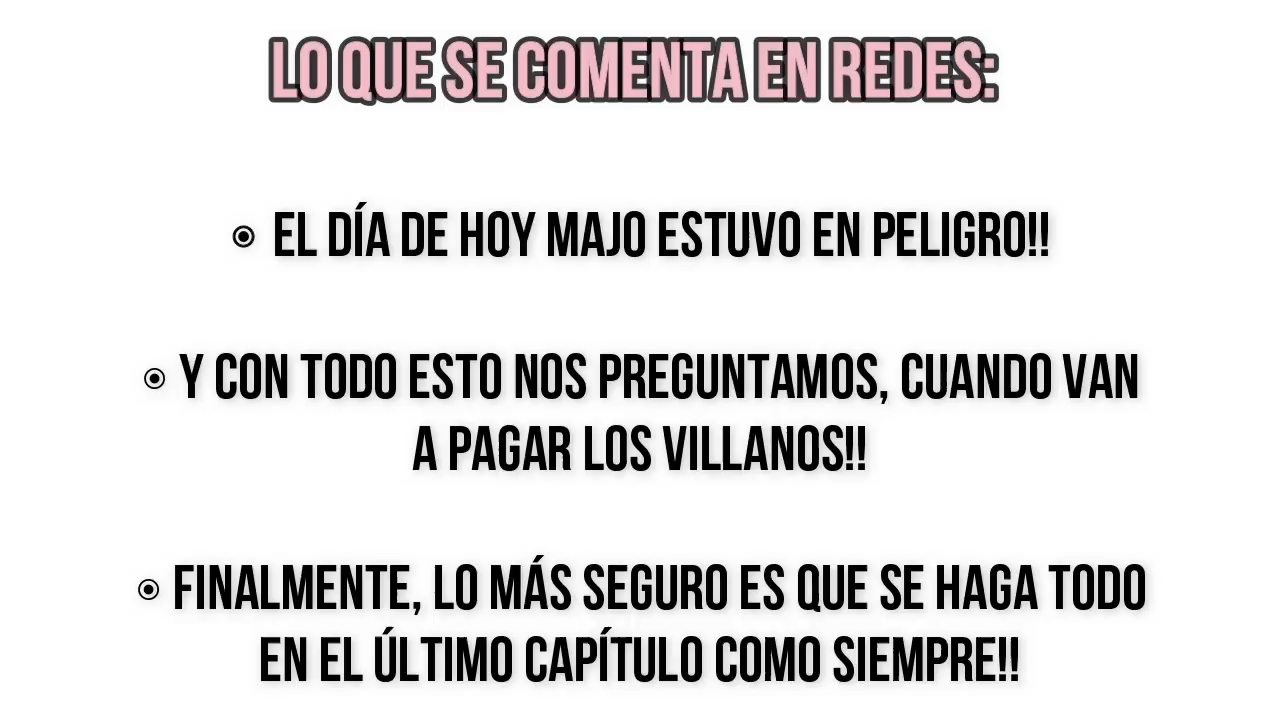 LO QUE SE COMENTA EN REDES:
◉ EL DÍA DE HOY MAJO ESTUVO EN PELIGRO!!
◉ Y CON TODO ESTO NOS PREGUNTAMOS, CUANDO VAN
A PAGAR LOS VILLANOS!!
◉ FINALMENTE, LO MÁS SEGURO ES QUE SE HAGA TODO
EN EL ÚLTIMO CAPÍTULO COMO SIEMPRE!!